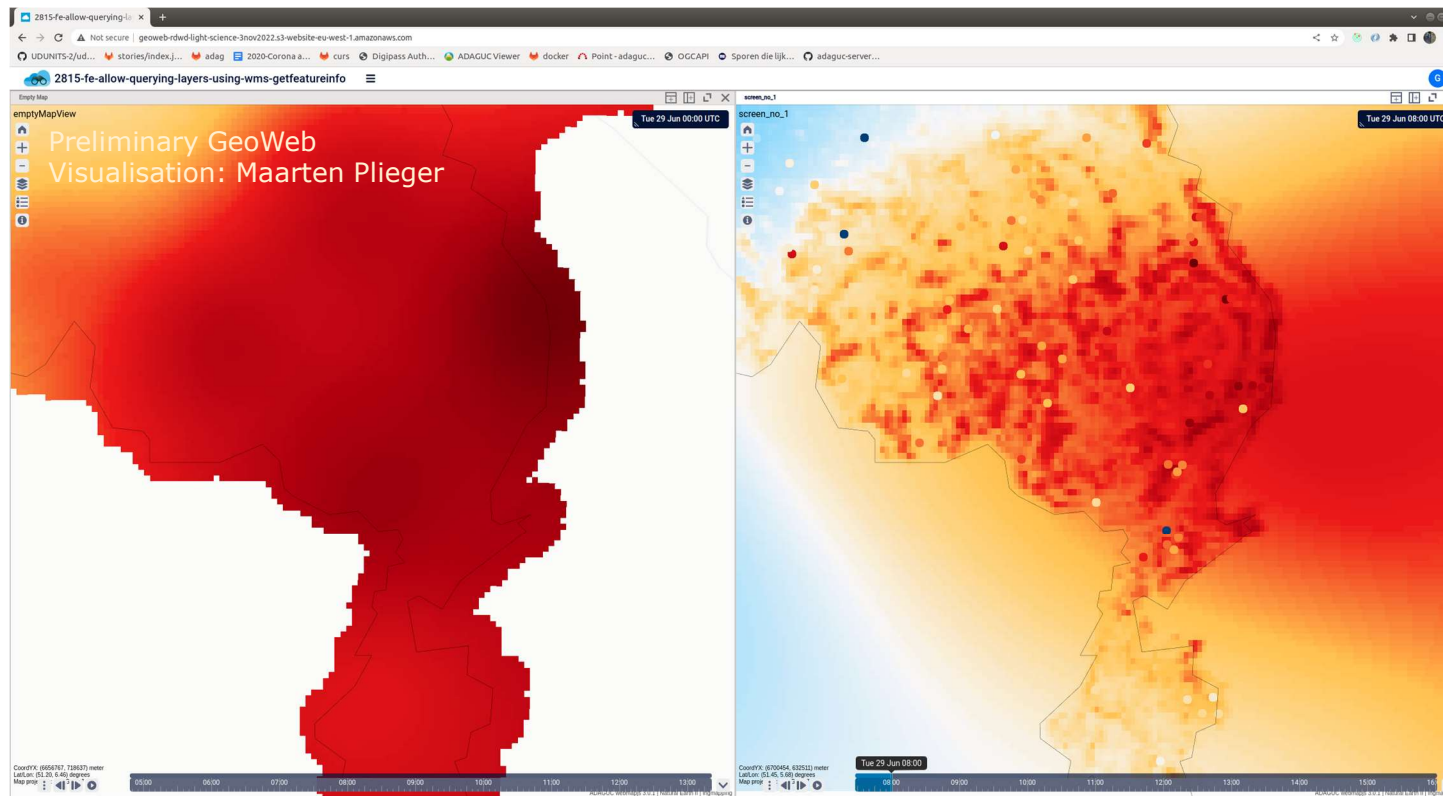 2815-fe-allow-querying-la
Not secure | geoweb-rdwd-light-science-3nov2022.s3-website-eu-west-1.amazonaws.com
UDUNITS-2/ud... stories/index.j... adag 2020-Corona a... curs Digipass Auth... ADAGUC Viewer docker Point - adaguc... OGCAPI Sporen die lijk... adaguc-server...
2815-fe-allow-querying-layers-using-wms-getfeatureinfo
G
Empty Map
emptyMapView
Tue 29 Jun 00:00 UTC
Preliminary GeoWeb
Visualisation: Maarten Plieger
CoordYX: (6656767, 718637) meter
Lat/Lon: (51.20, 6.46) degrees
Map proje
05:00 06:00 07:00 08:00 09:00 10:00 11:00 12:00 13:00
screen_no_1
screen_no_1
Tue 29 Jun 08:00 UTC
CoordYX: (6700454, 632511) meter
Lat/Lon: (51.45, 5.68) degrees
Map proje
Tue 29 Jun 08:00
08:00 09:00 10:00 11:00 12:00 13:00 14:00 15:00 16: